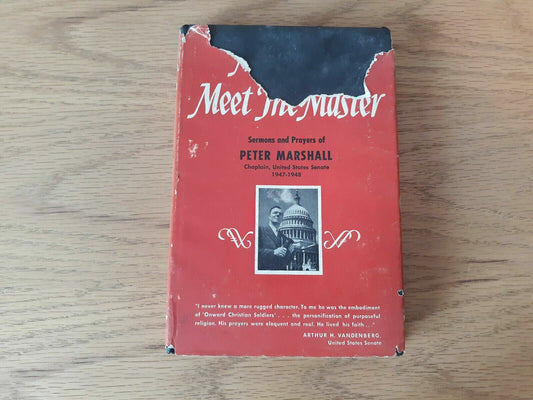 Meet The Master
Sermons and Prayers of
PETER MARSHALL
Chaplain, United States Senate
1947-1948
"I never knew a more rugged character. To me he was the embodiment
of 'Onward Christian Soldiers' . . . the personification of purposeful
religion. His prayers were eloquent and real. He lived his faith . . ."
ARTHUR H. VANDENBERG,
United States Senate